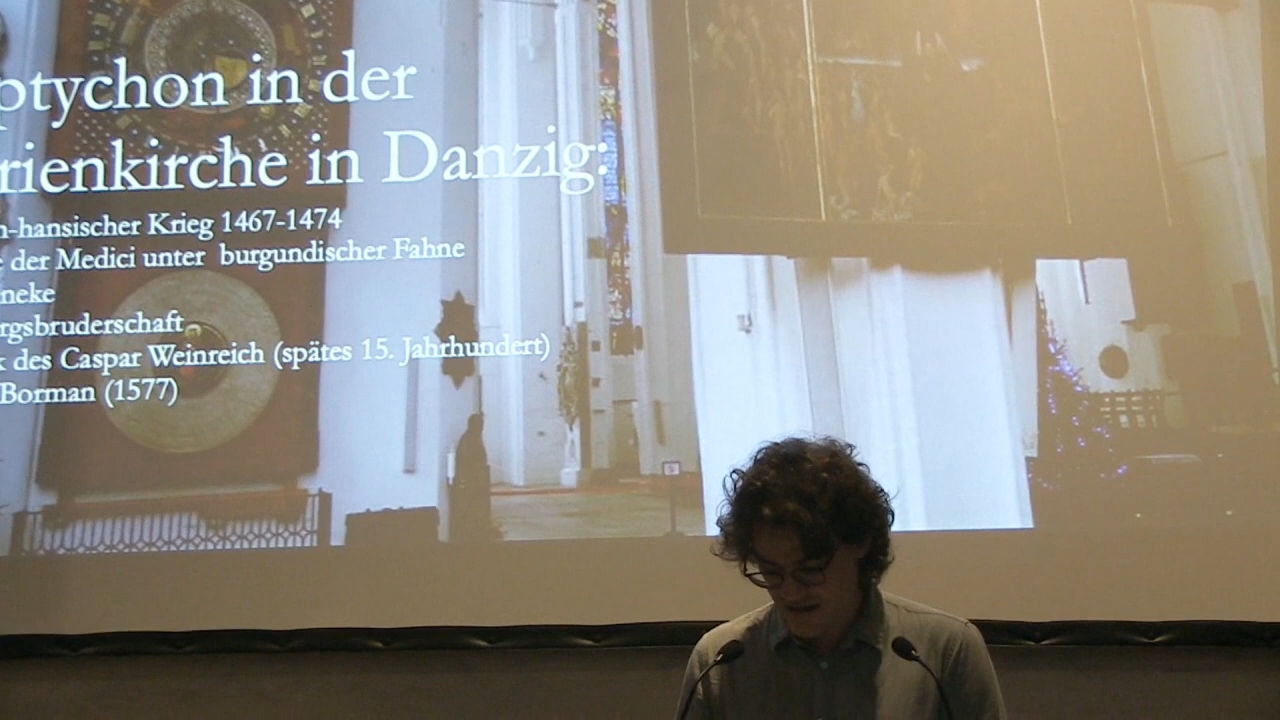 ptychon in der
rienkirche in Danzig:
n-hansischer Krieg 1467-1474
e der Medici unter burgundischer Fahne
neke
rgsbruderschaft
k des Caspar Weinreich (spätes 15. Jahrhundert)
Borman (1577)